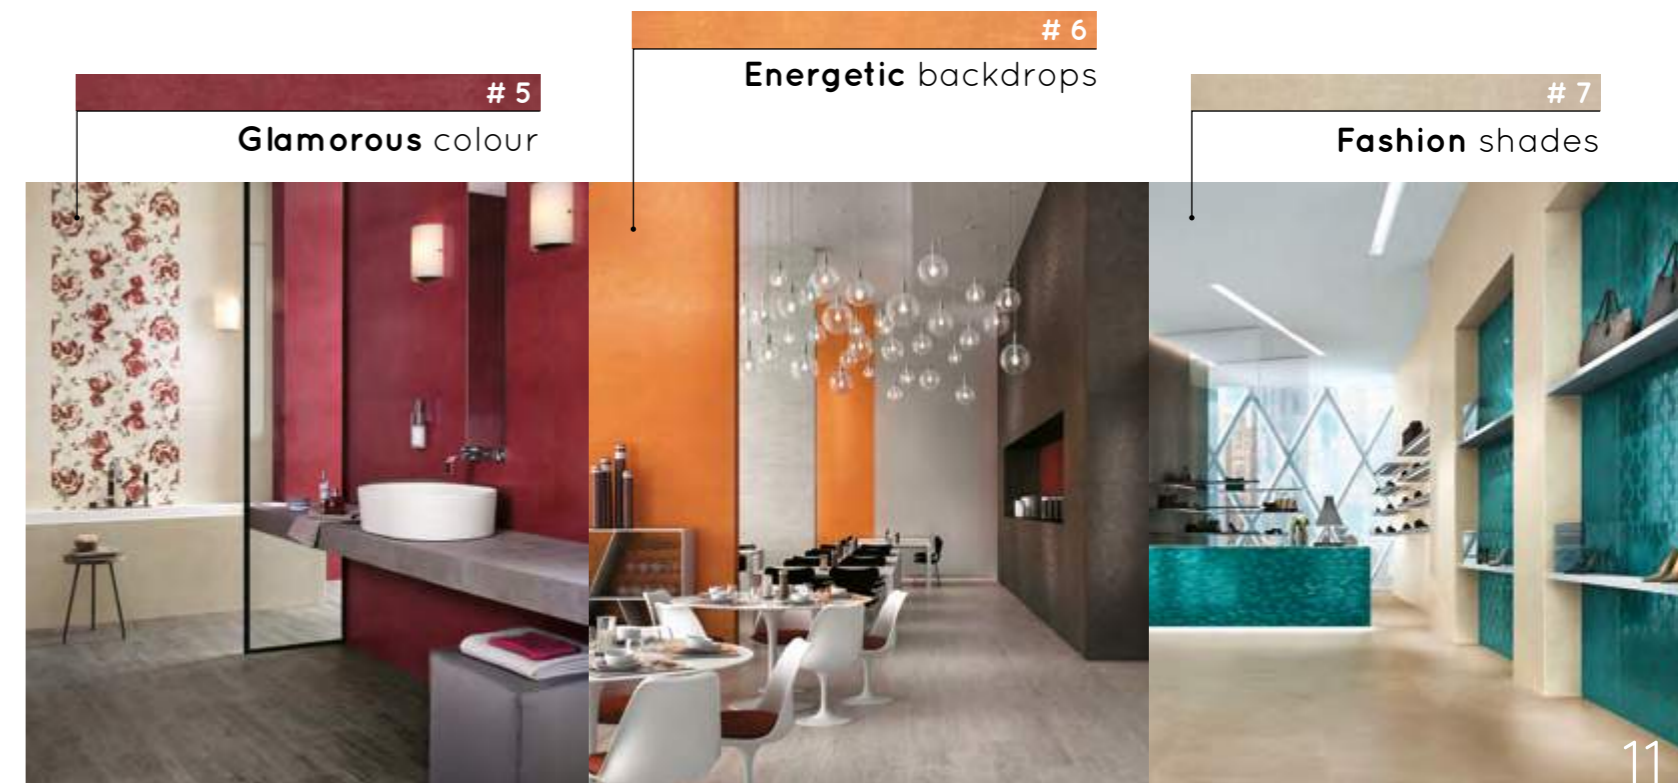 # 5
Glamorous colour
# 6
Energetic backdrops
# 7
Fashion shades
11